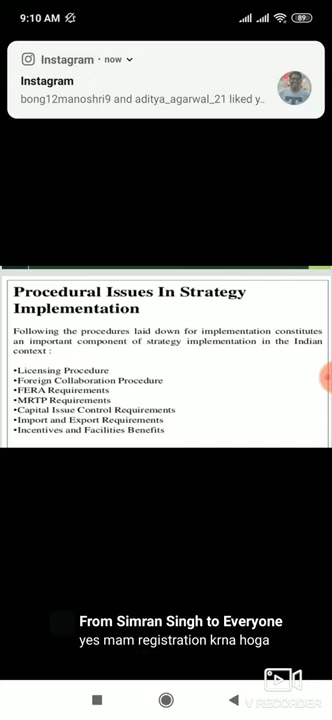 9:10 AM
89
Instagram • now
Instagram
bong12manoshri9 and aditya_agarwal_21 liked y..
Procedural Issues In Strategy
Implementation
Following the procedures laid down for implementation constitutes
an important component of strategy implementation in the Indian
context :
•Licensing Procedure
•Foreign Collaboration Procedure
•FERA Requirements
•MRTP Requirements
•Capital Issue Control Requirements
•Import and Export Requirements
•Incentives and Facilities Benefits
From Simran Singh to Everyone
yes mam registration krna hoga
V RECORDER